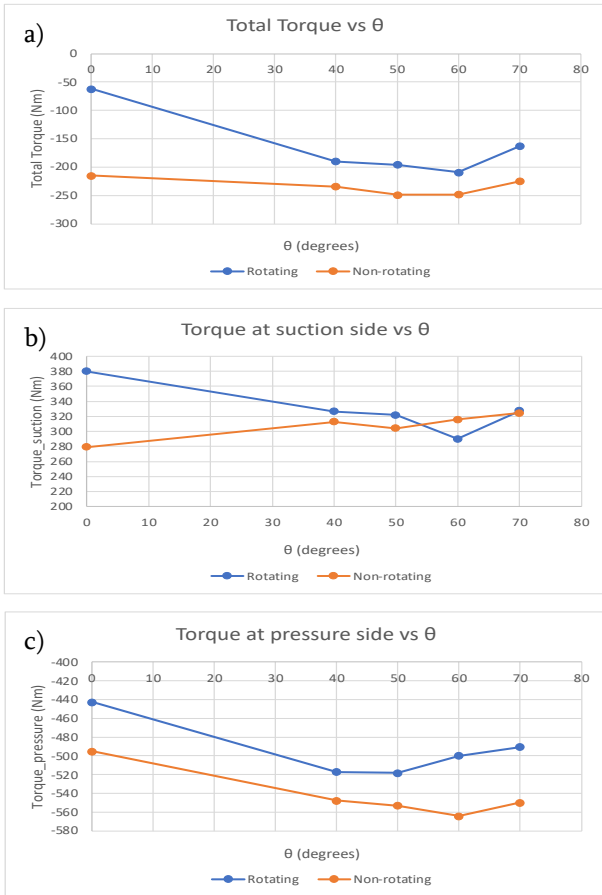 a)
Total Torque vs θ
0
0 10 20 30 40 50 60 70 80
-50
-100
-150
-200
-250
-300
Total Torque (Nm)
θ (degrees)
Rotating Non-rotating
b)
Torque at suction side vs θ
400
380
360
340
320
300
280
260
240
220
200
Torque_suction (Nm)
0 10 20 30 40 50 60 70 80
θ (degrees)
Rotating Non-rotating
c)
Torque at pressure side vs θ
-400
0 10 20 30 40 50 60 70 80
-420
-440
-460
-480
-500
-520
-540
-560
-580
Torque_pressure (Nm)
θ (degrees)
Rotating Non-rotating